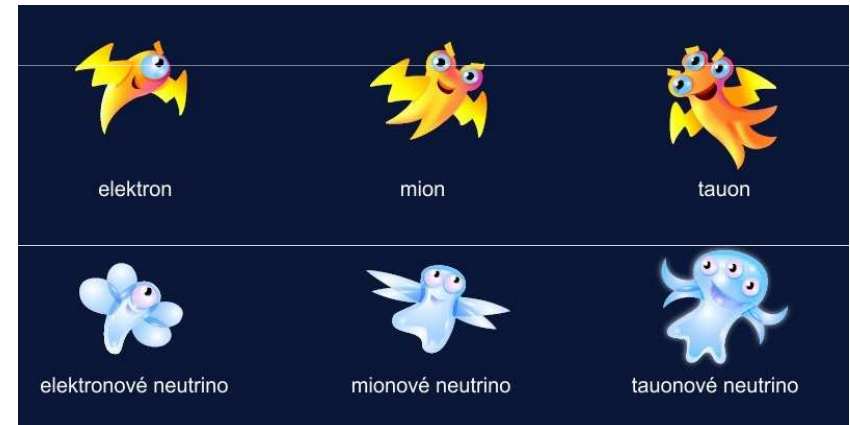 elektron
mion
tauon
elektronové neutrino
mionové neutrino
tauonové neutrino